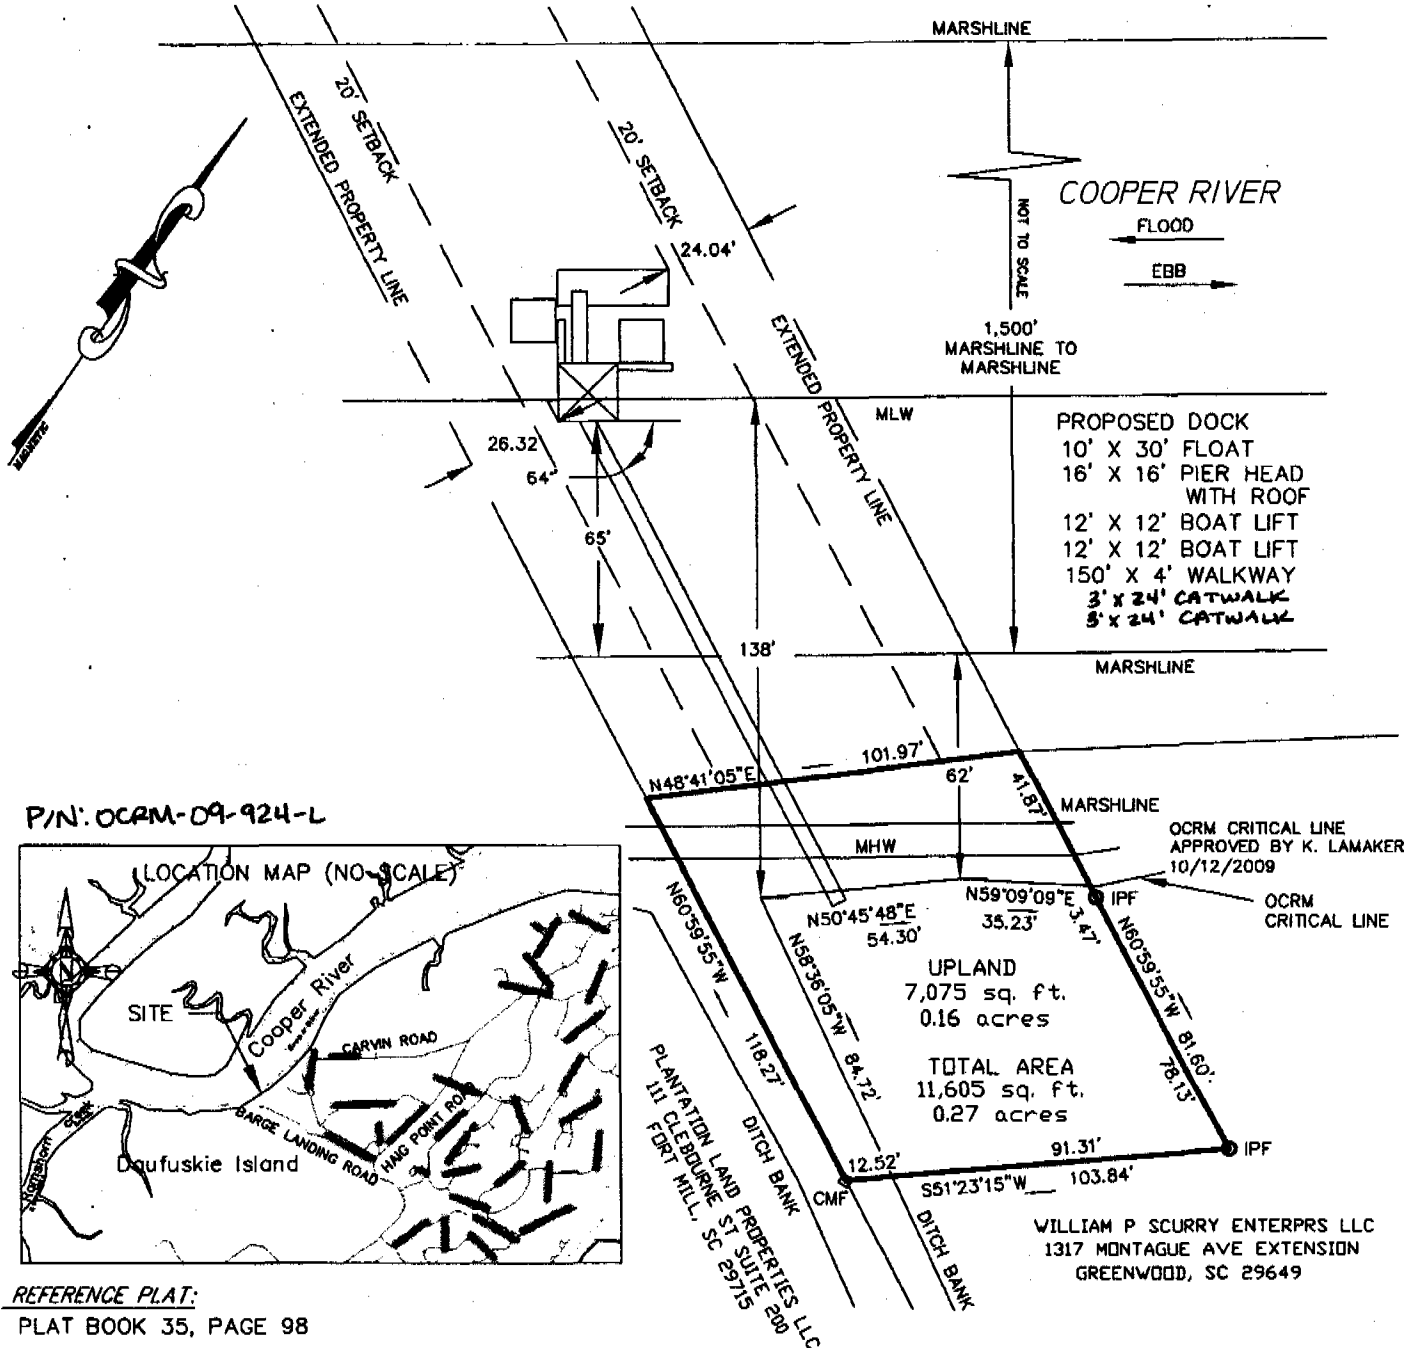 MARSHLINE
EXTENDED PROPERTY LINE
20' SETBACK
20' SETBACK
24.04'
COOPER RIVER
FLOOD
EBB
NOT TO SCALE
1,500'
MARSHLINE TO
MARSHLINE
EXTENDED PROPERTY LINE
MAGNETIC
MLW
26.32
64°
65'
138'
PROPOSED DOCK
10' X 30' FLOAT
16' X 16' PIER HEAD
WITH ROOF
12' X 12' BOAT LIFT
12' X 12' BOAT LIFT
150' X 4' WALKWAY
3' X 24' CATWALK
3' X 24' CATWALK
MARSHLINE
N48°41'05"E
101.97'
62'
41.87'
MARSHLINE
MHW
OCRM CRITICAL LINE
APPROVED BY K. LAMAKER
10/12/2009
OCRM
CRITICAL LINE
N50°45'48"E
54.30'
N59°09'09"E
35.23'
3.47'
IPF
N60°59'55"W
118.27'
N58°36'05"W 84.72'
N60°59'55"W 81.60'
78.13'
UPLAND
7,075 sq. ft.
0.16 acres
TOTAL AREA
11,605 sq. ft.
0.27 acres
12.52'
91.31'
IPF
CMF
S51°23'15"W 103.84'
DITCH BANK
DITCH BANK
PLANTATION LAND PROPERTIES LLC
111 CLEBOURNE ST SUITE 200
FORT MILL, SC 29715
WILLIAM P SCURRY ENTERPRS LLC
1317 MONTAGUE AVE EXTENSION
GREENWOOD, SC 29649
P/N: OCRM-09-924-L
LOCATION MAP (NO SCALE)
N
SITE
Cooper River
CARVIN ROAD
HAIG POINT ROAD
BARGE LANDING ROAD
Daufuskie Island
Ramshorn Creek
REFERENCE PLAT:
PLAT BOOK 35, PAGE 98